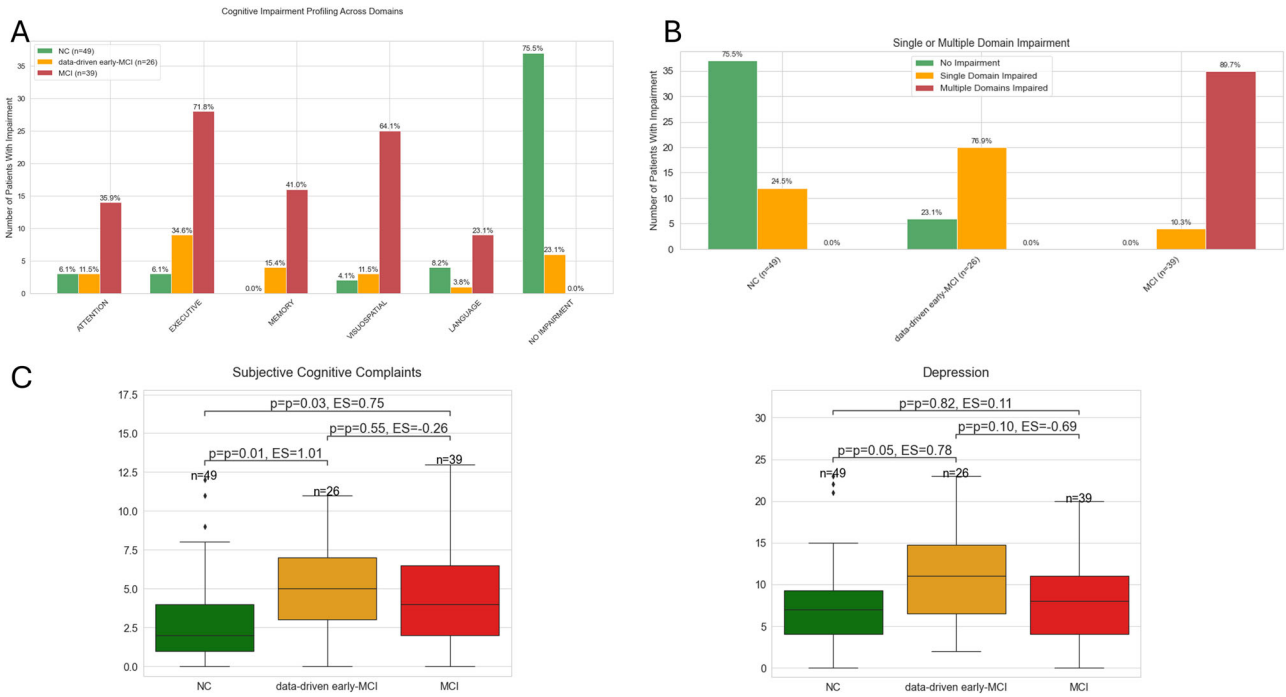 A
Cognitive Impairment Profiling Across Domains
NC (n=49)
data-driven early-MCI (n=26)
MCI (n=39)
Number of Patients With Impairment
35
30
25
20
15
10
5
0
6.1%
11.5%
35.9%
6.1%
34.6%
71.8%
0.0%
15.4%
41.0%
4.1%
11.5%
64.1%
8.2%
3.8%
23.1%
75.5%
23.1%
0.0%
ATTENTION
EXECUTIVE
MEMORY
VISUOSPATIAL
LANGUAGE
NO IMPAIRMENT
B
Single or Multiple Domain Impairment
No Impairment
Single Domain Impaired
Multiple Domains Impaired
Number of Patients With Impairment
35
30
25
20
15
10
5
0
75.5%
24.5%
0.0%
23.1%
76.9%
0.0%
0.0%
10.3%
89.7%
NC (n=49)
data-driven early-MCI (n=26)
MCI (n=39)
C
Subjective Cognitive Complaints
17.5
15.0
12.5
10.0
7.5
5.0
2.5
0.0
p=p=0.03, ES=0.75
p=p=0.55, ES=-0.26
p=p=0.01, ES=1.01
n=49
n=26
n=39
NC
data-driven early-MCI
MCI
Depression
30
25
20
15
10
5
0
p=p=0.82, ES=0.11
p=p=0.10, ES=-0.69
p=p=0.05, ES=0.78
n=49
n=26
n=39
NC
data-driven early-MCI
MCI